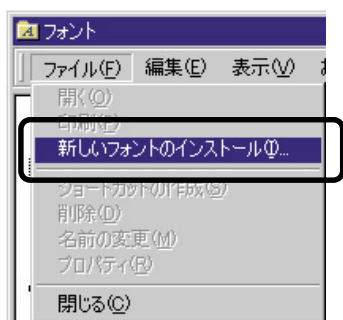 フォント
ファイル(F) 編集(E) 表示(V)
開く(O)
印刷(P)
新しいフォントのインストール(I)...
ショートカットの作成(S)
削除(D)
名前の変更(M)
プロパティ(R)
閉じる(C)